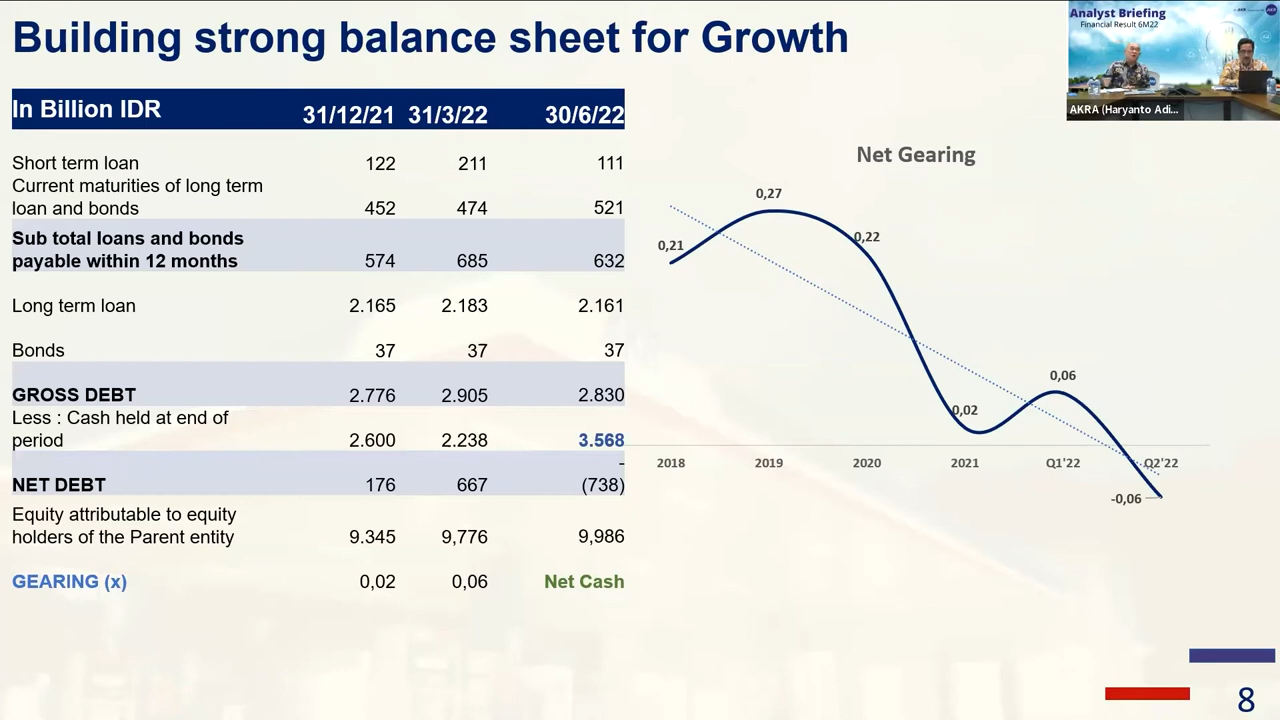 Building strong balance sheet for Growth
Analyst Briefing
Financial Result 6M22
AKRA (Haryanto Adi...
In Billion IDR 31/12/21 31/3/22 30/6/22
Short term loan 122 211 111
Current maturities of long term
loan and bonds 452 474 521
Sub total loans and bonds
payable within 12 months 574 685 632
Long term loan 2.165 2.183 2.161
Bonds 37 37 37
GROSS DEBT 2.776 2.905 2.830
Less : Cash held at end of
period 2.600 2.238 3.568
-
NET DEBT 176 667 (738)
Equity attributable to equity
holders of the Parent entity 9.345 9,776 9,986
GEARING (x) 0,02 0,06 Net Cash
Net Gearing
0,27
0,22
0,21
0,06
0,02
2018 2019 2020 2021 Q1'22 Q2'22
-0,06
8